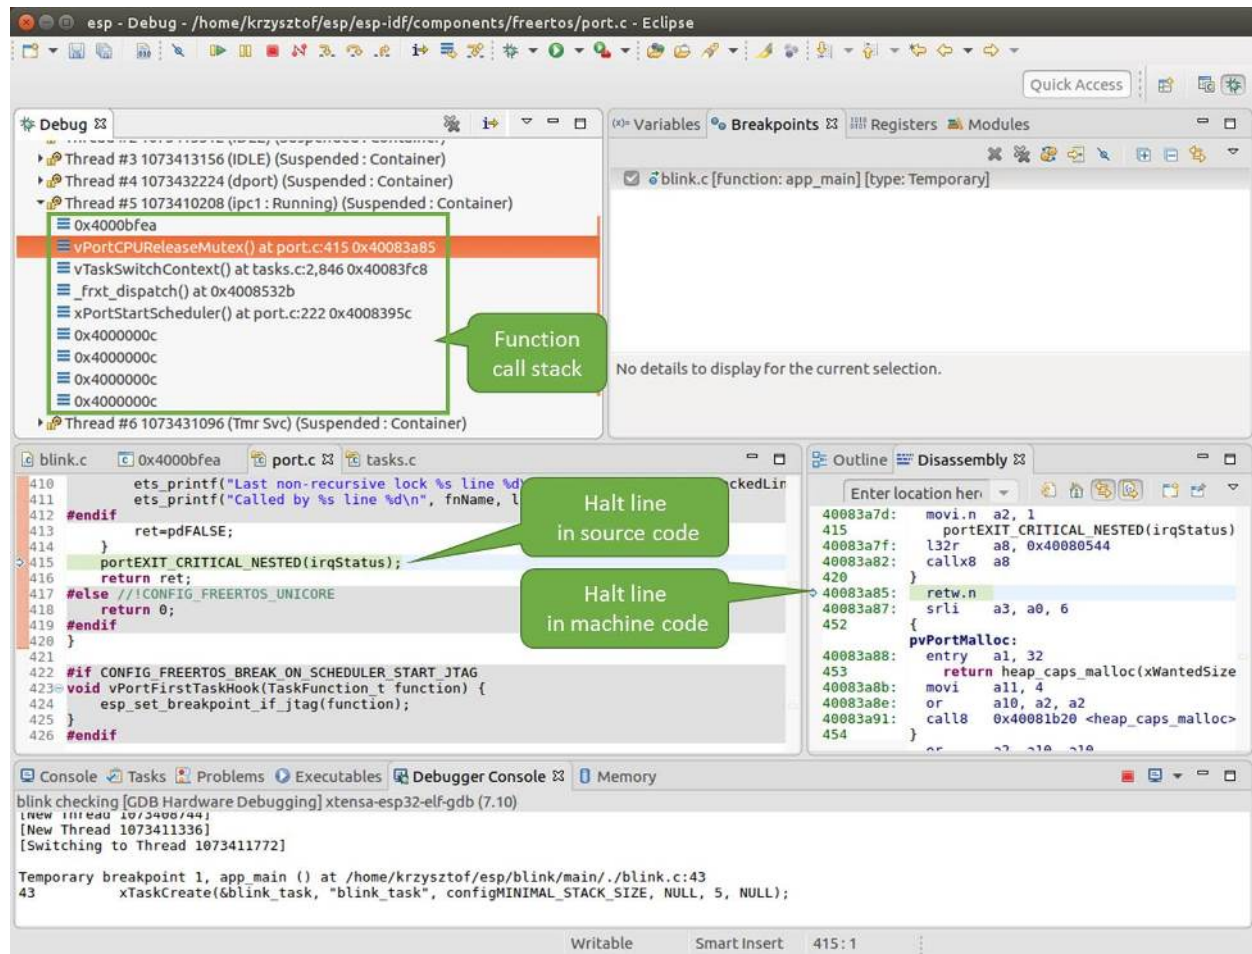 esp - Debug - /home/krzysztof/esp/esp-idf/components/freertos/port.c - Eclipse
Quick Access
Debug
Thread #3 1073413156 (IDLE) (Suspended : Container)
Thread #4 1073432224 (dport) (Suspended : Container)
Thread #5 1073410208 (ipc1 : Running) (Suspended : Container)
0x4000bfea
vPortCPUReleaseMutex() at port.c:415 0x40083a85
vTaskSwitchContext() at tasks.c:2,846 0x40083fc8
_frxt_dispatch() at 0x4008532b
xPortStartScheduler() at port.c:222 0x4008395c
0x4000000c
0x4000000c
0x4000000c
0x4000000c
Thread #6 1073431096 (Tmr Svc) (Suspended : Container)
Function
call stack
(x)= Variables Breakpoints Registers Modules
blink.c [function: app_main] [type: Temporary]
No details to display for the current selection.
blink.c 0x4000bfea port.c tasks.c
410 ets_printf("Last non-recursive lock %s line %d
411 ets_printf("Called by %s line %d\n", fnName, l
412 #endif
413 ret=pdFALSE;
414 }
415 portEXIT_CRITICAL_NESTED(irqStatus);
416 return ret;
417 #else //!CONFIG_FREERTOS_UNICORE
418 return 0;
419 #endif
420 }
421
422 #if CONFIG_FREERTOS_BREAK_ON_SCHEDULER_START_JTAG
423 void vPortFirstTaskHook(TaskFunction_t function) {
424 esp_set_breakpoint_if_jtag(function);
425 }
426 #endif
Halt line
in source code
Halt line
in machine code
Outline Disassembly
Enter location her
40083a7d: movi.n a2, 1
415 portEXIT_CRITICAL_NESTED(irqStatus)
40083a7f: l32r a8, 0x40080544
40083a82: callx8 a8
420 }
40083a85: retw.n
40083a87: srli a3, a0, 6
452 {
pvPortMalloc:
40083a88: entry a1, 32
453 return heap_caps_malloc(xWantedSize
40083a8b: movi a11, 4
40083a8e: or a10, a2, a2
40083a91: call8 0x40081b20 <heap_caps_malloc>
454 }
Console Tasks Problems Executables Debugger Console Memory
blink checking [GDB Hardware Debugging] xtensa-esp32-elf-gdb (7.10)
[New Thread 1073408744]
[New Thread 1073411336]
[Switching to Thread 1073411772]
Temporary breakpoint 1, app_main () at /home/krzysztof/esp/blink/main/./blink.c:43
43 xTaskCreate(&blink_task, "blink_task", configMINIMAL_STACK_SIZE, NULL, 5, NULL);
Writable Smart Insert 415 : 1